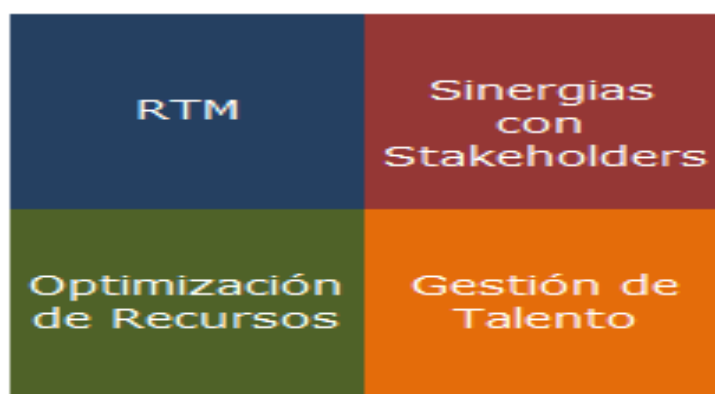 RTM
Sinergias
con
Stakeholders
Optimización
de Recursos
Gestión de
Talento